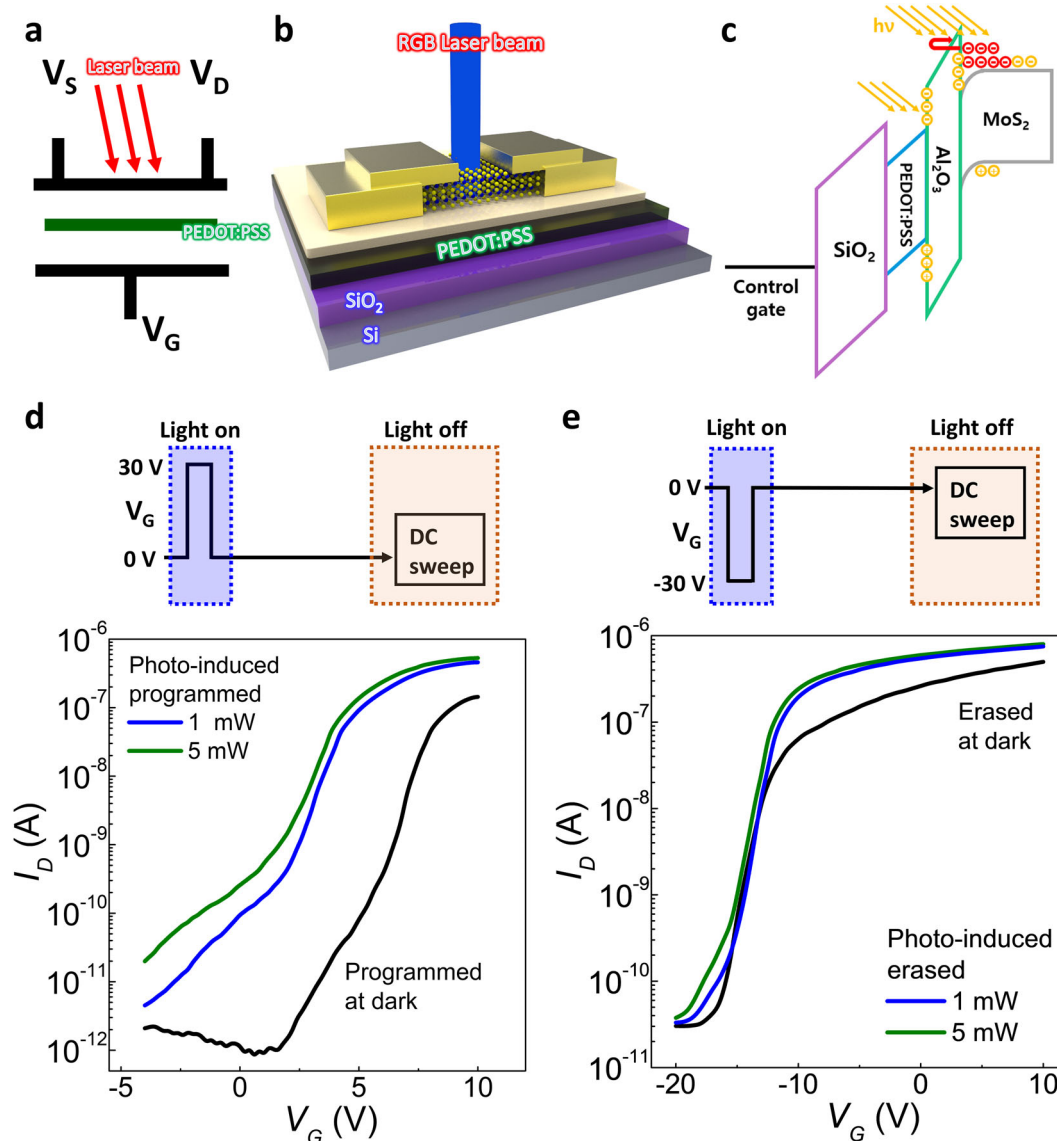 a
V_S
Laser beam
V_D
PEDOT:PSS
V_G
b
RGB Laser beam
PEDOT:PSS
SiO₂
Si
c
hν
MoS₂
Al₂O₃
PEDOT:PSS
SiO₂
Control
gate
d
Light on
Light off
30 V
V_G
0 V
DC
sweep
10⁻⁶
10⁻⁷
10⁻⁸
10⁻⁹
10⁻¹⁰
10⁻¹¹
10⁻¹²
I_D (A)
Photo-induced
programmed
1 mW
5 mW
Programmed
at dark
-5
0
5
10
V_G (V)
e
Light on
Light off
0 V
V_G
-30 V
DC
sweep
10⁻⁶
10⁻⁷
10⁻⁸
10⁻⁹
10⁻¹⁰
10⁻¹¹
I_D (A)
Erased
at dark
Photo-induced
erased
1 mW
5 mW
-20
-10
0
10
V_G (V)